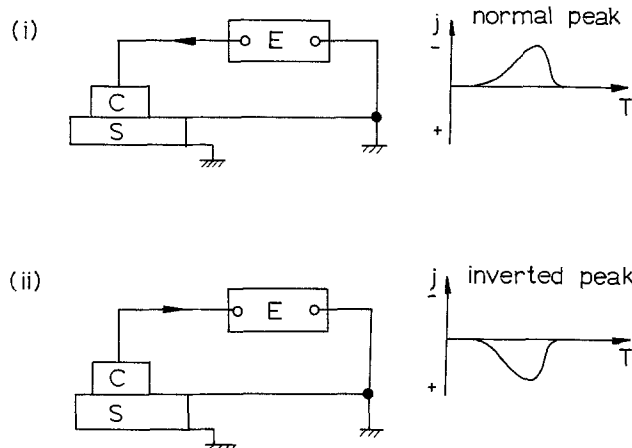 (i)
E
C
S
j
-
+
normal peak
T
(ii)
E
C
S
j
-
+
inverted peak
T